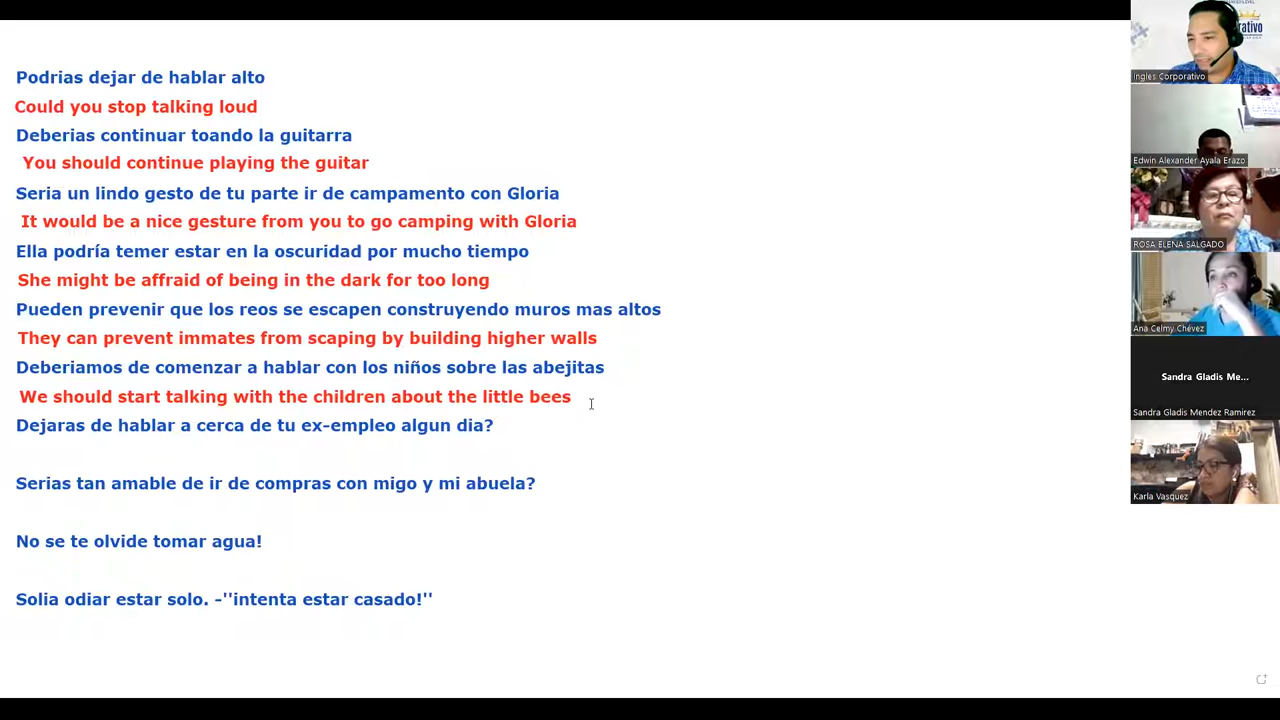 Podrias dejar de hablar alto
Could you stop talking loud
Deberias continuar toando la guitarra
You should continue playing the guitar
Seria un lindo gesto de tu parte ir de campamento con Gloria
It would be a nice gesture from you to go camping with Gloria
Ella podría temer estar en la oscuridad por mucho tiempo
She might be affraid of being in the dark for too long
Pueden prevenir que los reos se escapen construyendo muros mas altos
They can prevent immates from scaping by building higher walls
Deberiamos de comenzar a hablar con los niños sobre las abejitas
We should start talking with the children about the little bees
Dejaras de hablar a cerca de tu ex-empleo algun dia?
Serias tan amable de ir de compras con migo y mi abuela?
No se te olvide tomar agua!
Solia odiar estar solo. -''intenta estar casado!''
Ingles Corporativo
Edwin Alexander Ayala Erazo
ROSA ELENA SALGADO
Ana Celmy Chévez
Sandra Gladis Me...
Sandra Gladis Mendez Ramirez
Karla Vasquez